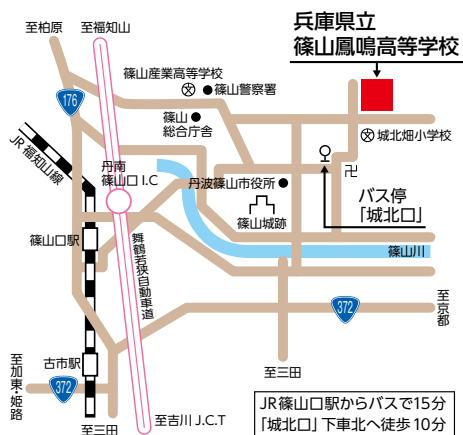 至柏原
至福知山
兵庫県立
篠山鳳鳴高等学校
篠山産業高等学校
篠山警察署
176
篠山
総合庁舎
城北畑小学校
JR福知山線
丹南
篠山口I.C
丹波篠山市役所
バス停
「城北口」
篠山城跡
篠山口駅
舞鶴若狭自動車道
篠山川
至京都
372
古市駅
至三田
372
至加東・姫路
至三田
至吉川J.C.T
JR篠山口駅からバスで15分
「城北口」下車北へ徒歩10分